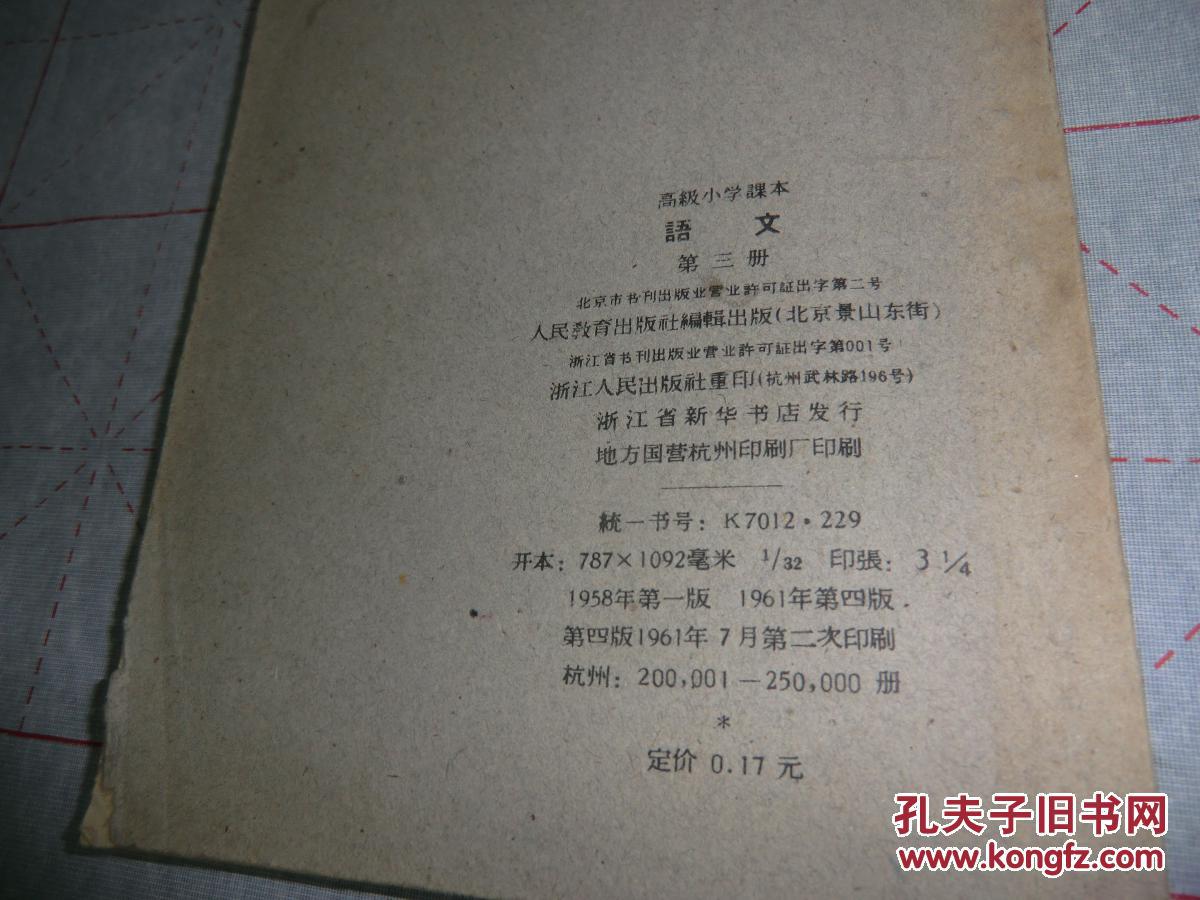 高級小学課本
語　文
第三册
北京市书刊出版业营业許可証出字第二号
人民教育出版社編輯出版(北京景山东街)
浙江省书刊出版业营业許可証出字第001号
浙江人民出版社重印(杭州武林路196号)
浙江省新华书店发行
地方国营杭州印刷厂印刷
統一书号：K7012·229
开本：787×1092毫米　1/32　印張：3 1/4
1958年第一版　1961年第四版
第四版1961年7月第二次印刷
杭州：200,001—250,000 册
*
定价 0.17 元
孔夫子旧书网
www.kongfz.com